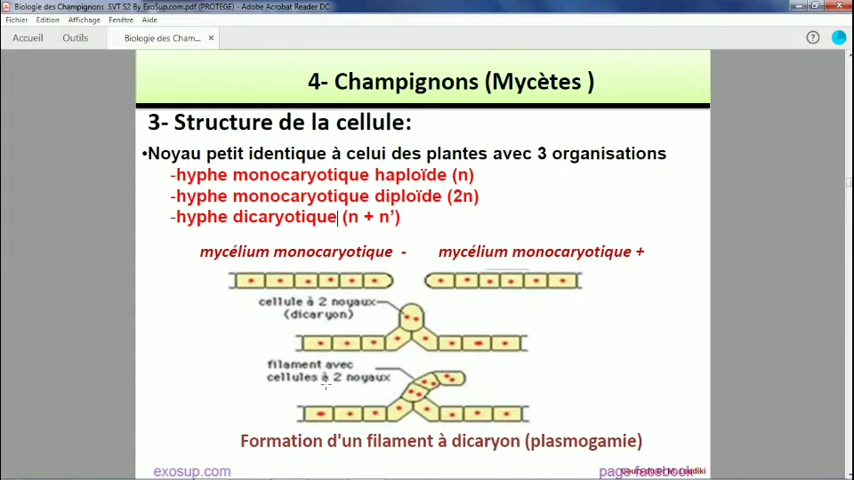 Biologie des Champignons SVT S2 By ExoSup.com.pdf (PROTEGE) - Adobe Acrobat Reader DC
Fichier Edition Affichage Fenêtre Aide
Accueil Outils Biologie des Cham... ×
4- Champignons (Mycètes )
3- Structure de la cellule:
•Noyau petit identique à celui des plantes avec 3 organisations
-hyphe monocaryotique haploïde (n)
-hyphe monocaryotique diploïde (2n)
-hyphe dicaryotique (n + n’)
mycélium monocaryotique - mycélium monocaryotique +
cellule à 2 noyaux
(dicaryon)
filament avec
cellules à 2 noyaux
Formation d'un filament à dicaryon (plasmogamie)
exosup.com page facebook